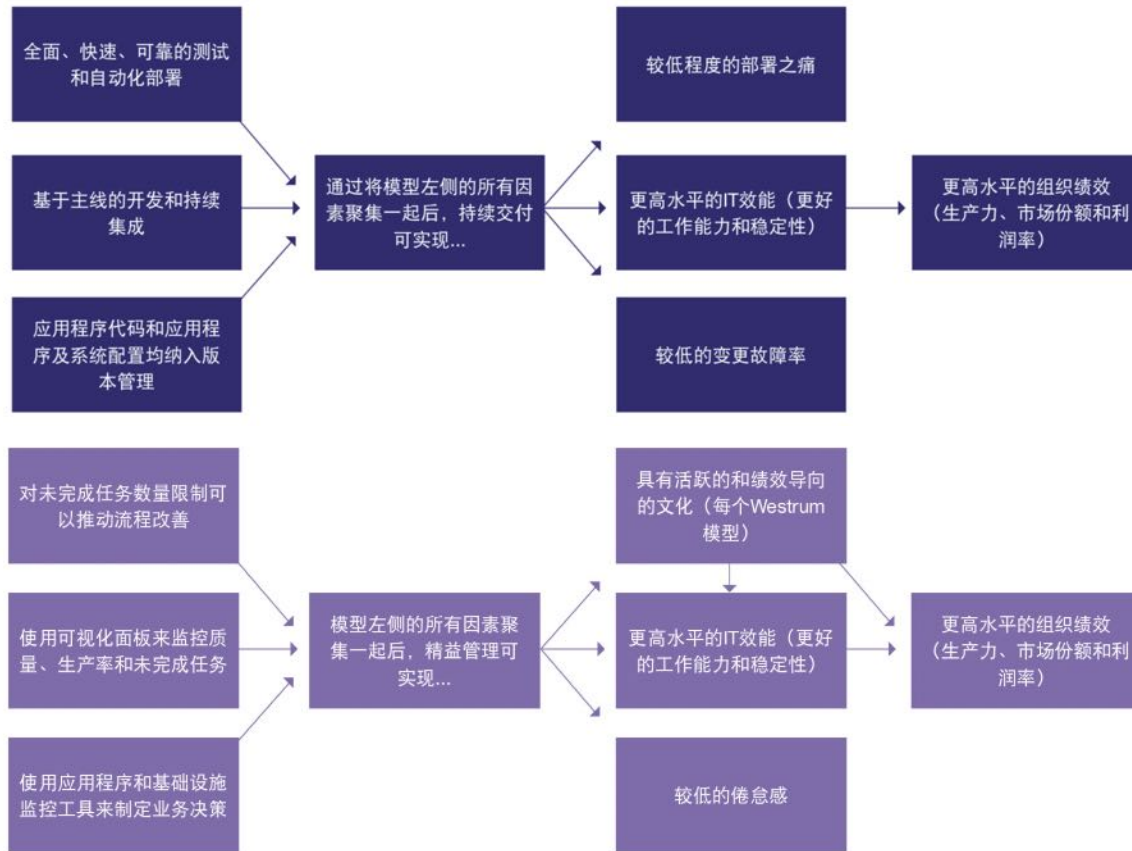 全面、快速、可靠的测试
和自动化部署
较低程度的部署之痛
基于主线的开发和持续
集成
通过将模型左侧的所有因
素聚集一起后，持续交付
可实现...
更高水平的IT效能（更好
的工作能力和稳定性）
更高水平的组织绩效
（生产力、市场份额和利
润率）
应用程序代码和应用程
序及系统配置均纳入版
本管理
较低的变更故障率
对未完成任务数量限制可
以推动流程改善
具有活跃的和绩效导向
的文化（每个Westrum
模型）
使用可视化面板来监控质
量、生产率和未完成任务
模型左侧的所有因素聚
集一起后，精益管理可
实现...
更高水平的IT效能（更好
的工作能力和稳定性）
更高水平的组织绩效
（生产力、市场份额和利
润率）
使用应用程序和基础设施
监控工具来制定业务决策
较低的倦怠感